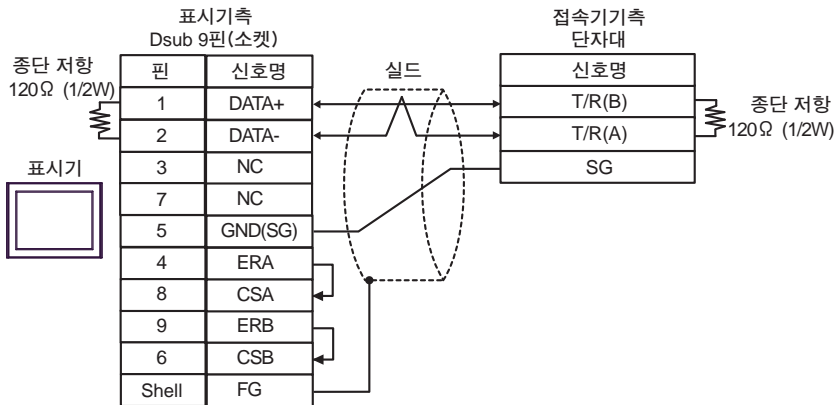 표시기측
Dsub 9핀(소켓)
접속기기측
단자대
종단 저항
120Ω (1/2W)
핀 신호명
1 DATA+
2 DATA-
3 NC
7 NC
5 GND(SG)
4 ERA
8 CSA
9 ERB
6 CSB
Shell FG
표시기
실드
신호명
T/R(B)
T/R(A)
SG
종단 저항
120Ω (1/2W)